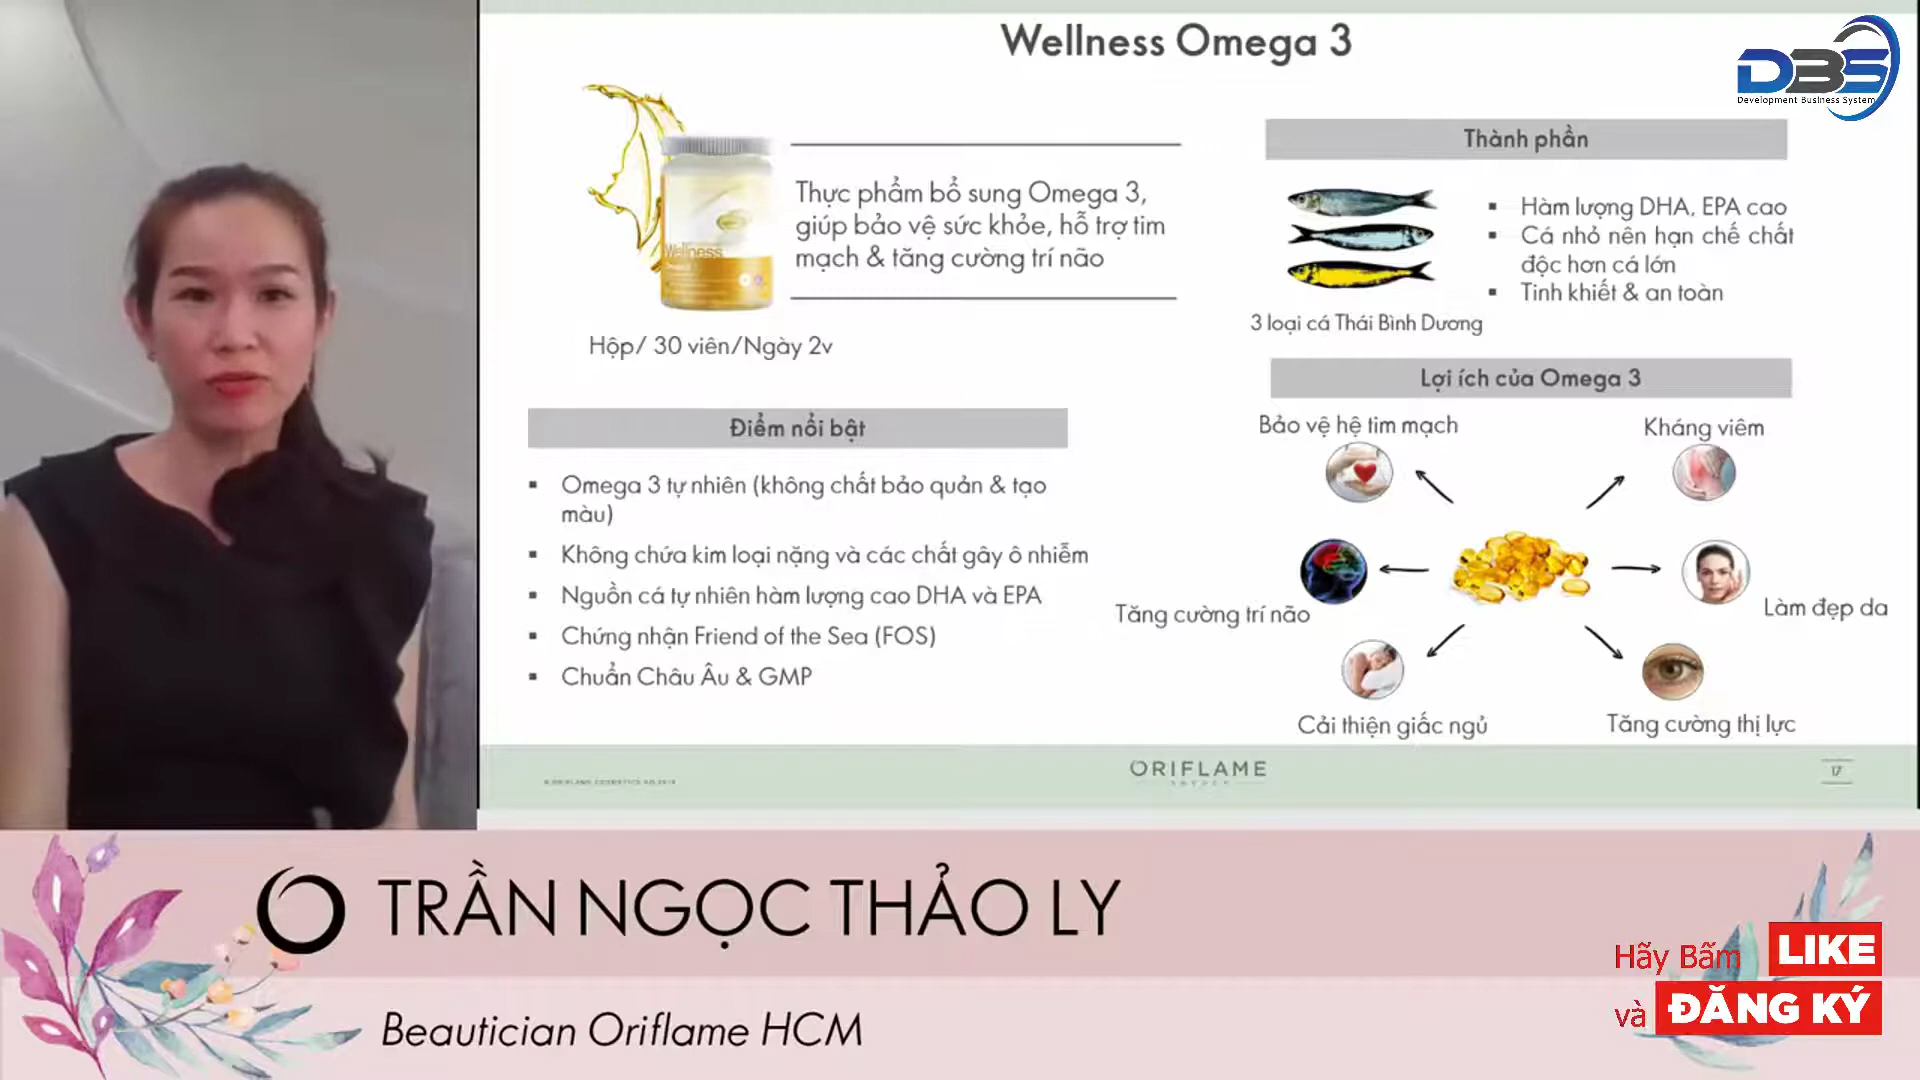 Wellness Omega 3
DBS
Development Business System
Thực phẩm bổ sung Omega 3,
giúp bảo vệ sức khỏe, hỗ trợ tim
mạch & tăng cường trí não
Wellness
Hộp/ 30 viên/Ngày 2v
Điểm nổi bật
Omega 3 tự nhiên (không chất bảo quản & tạo
màu)
Không chứa kim loại nặng và các chất gây ô nhiễm
Nguồn cá tự nhiên hàm lượng cao DHA và EPA
Chứng nhận Friend of the Sea (FOS)
Chuẩn Châu Âu & GMP
Thành phần
Hàm lượng DHA, EPA cao
Cá nhỏ nên hạn chế chất
độc hơn cá lớn
Tinh khiết & an toàn
3 loại cá Thái Bình Dương
Lợi ích của Omega 3
Bảo vệ hệ tim mạch
Kháng viêm
Tăng cường trí não
Làm đẹp da
Cải thiện giấc ngủ
Tăng cường thị lực
ORIFLAME
SWEDEN
17
TRẦN NGỌC THẢO LY
Beautician Oriflame HCM
Hãy Bấm LIKE
và ĐĂNG KÝ